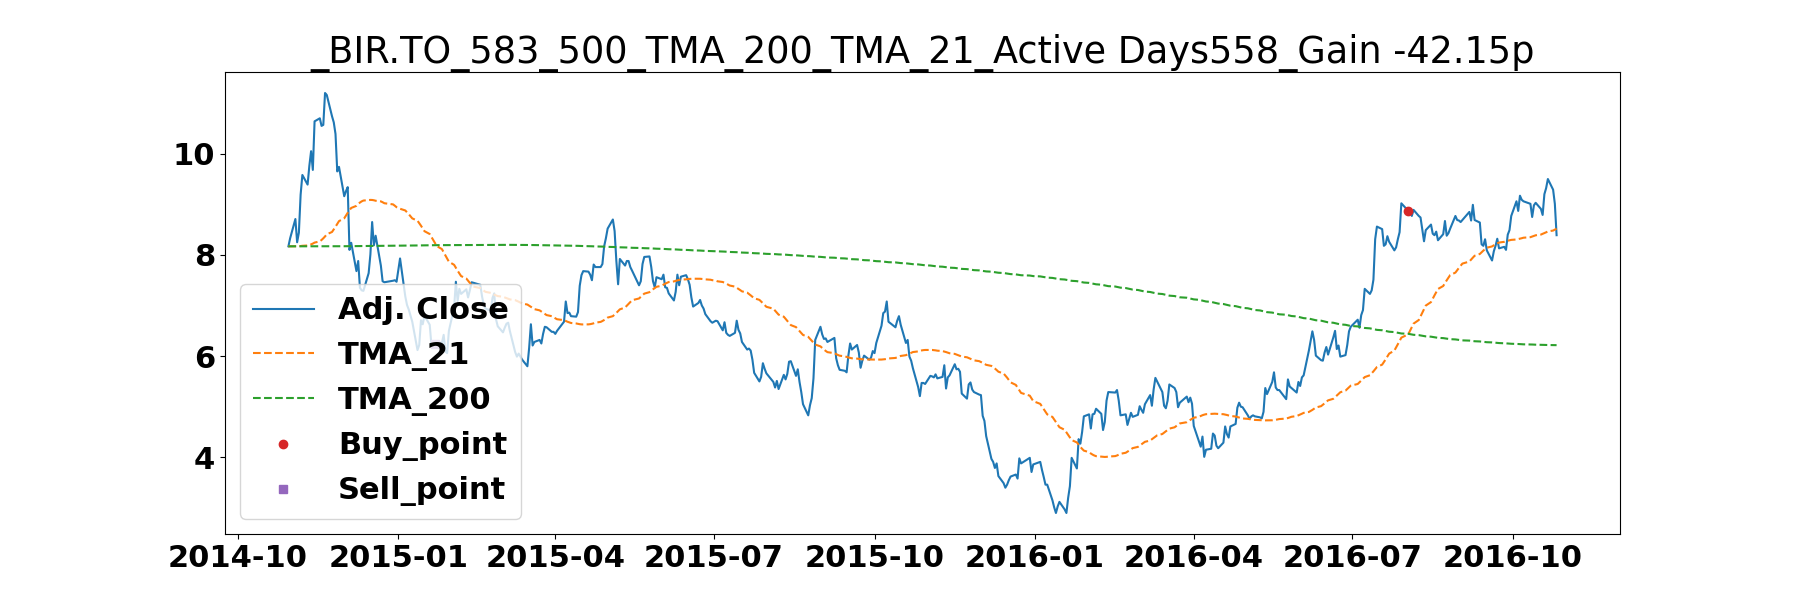 _BIR.TO_583_500_TMA_200_TMA_21_Active Days558_Gain -42.15p
10
8
6
4
Adj. Close
TMA_21
TMA_200
Buy_point
Sell_point
2014-10 2015-01 2015-04 2015-07 2015-10 2016-01 2016-04 2016-07 2016-10